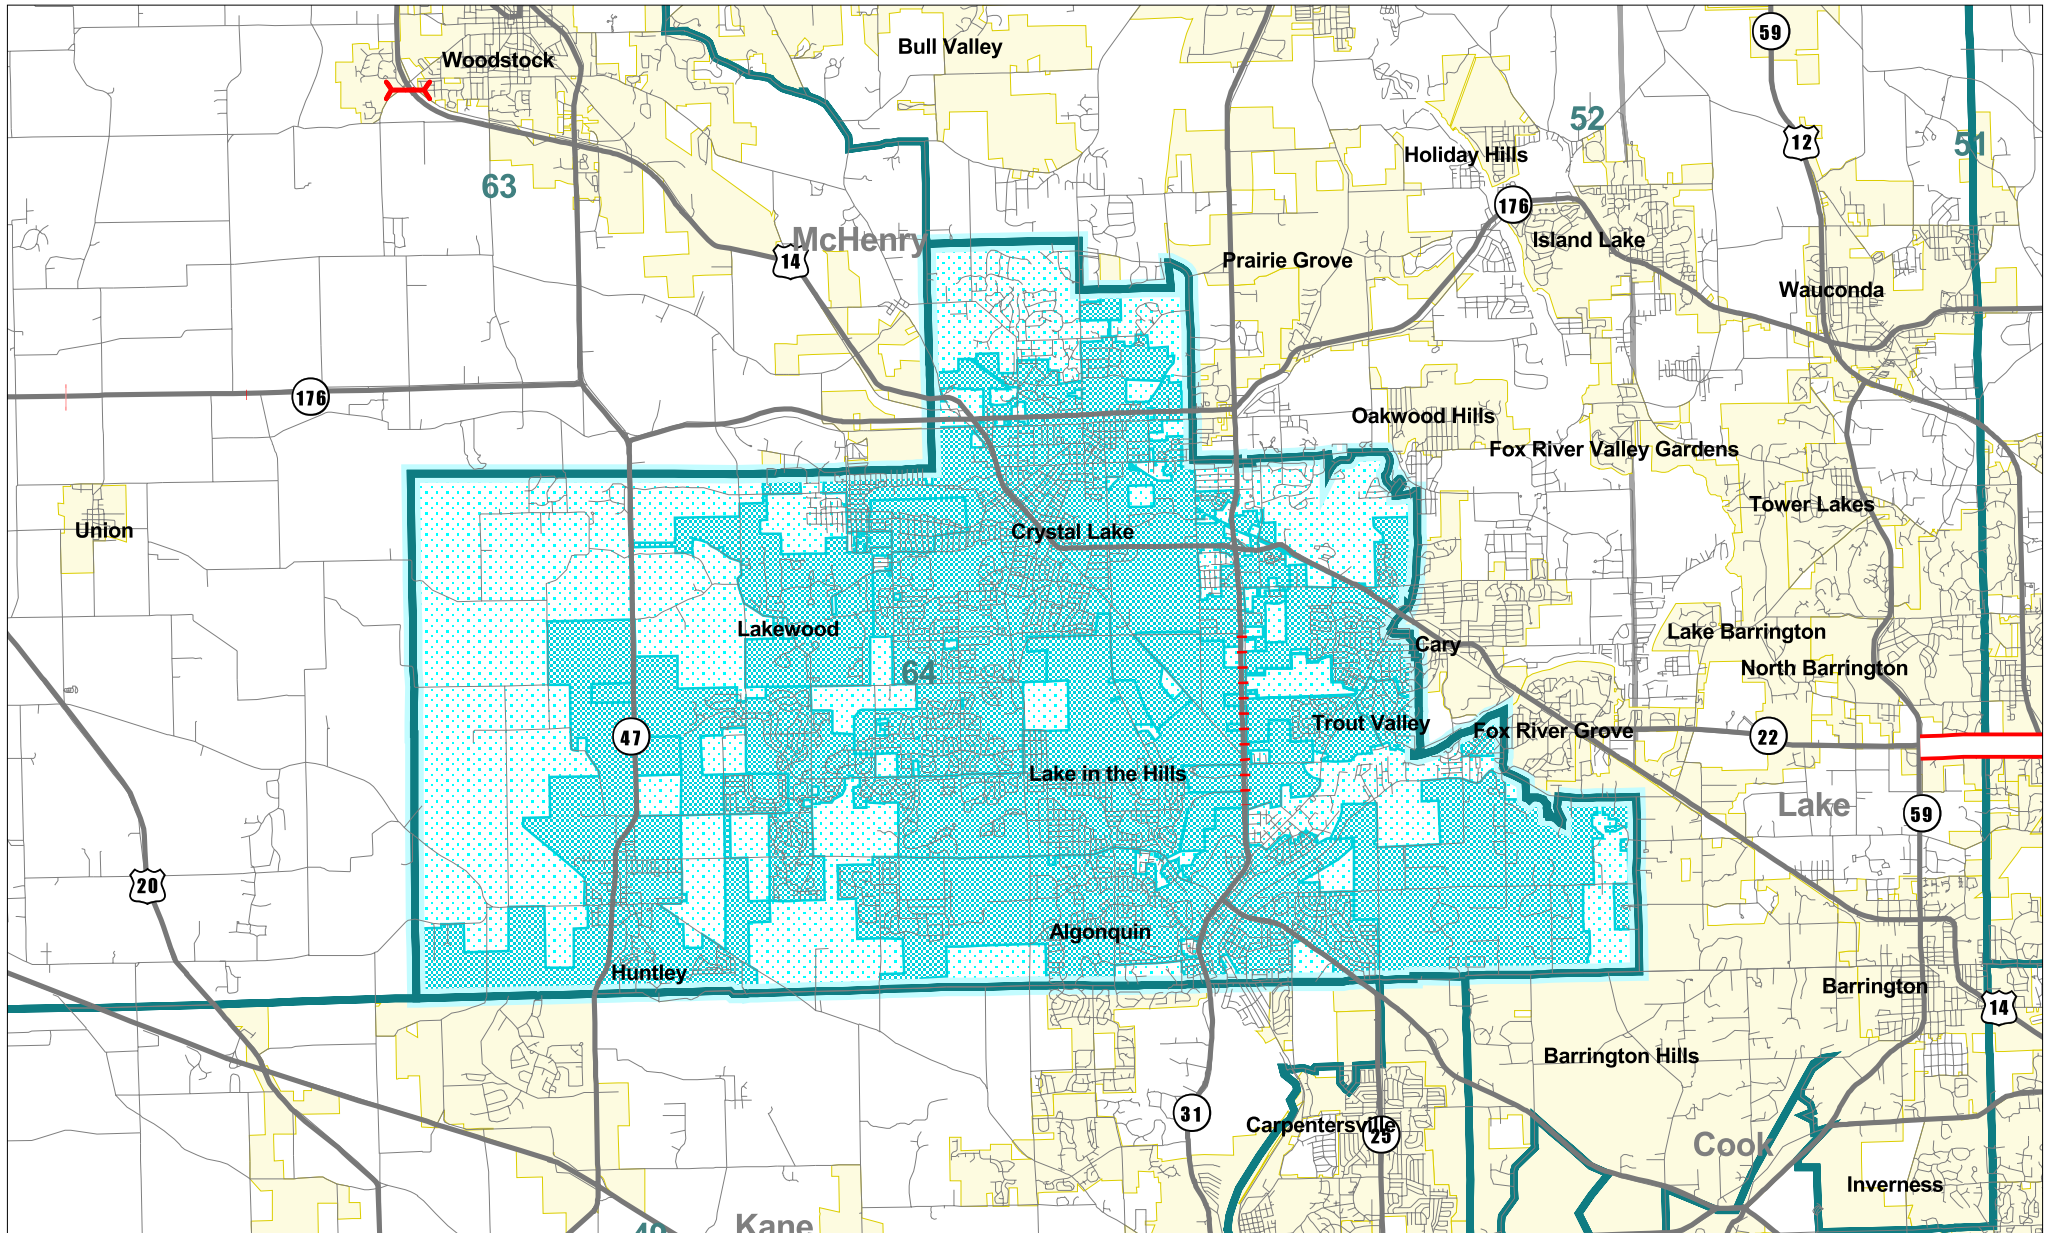 59
Bull Valley
Woodstock
52
12
51
Holiday Hills
63
176
McHenry
Island Lake
14
Prairie Grove
Wauconda
176
Oakwood Hills
Fox River Valley Gardens
Tower Lakes
Union
Crystal Lake
Lakewood
Lake Barrington
Cary
64
North Barrington
Trout Valley
Fox River Grove
47
22
Lake in the Hills
Lake
59
20
Algonquin
Huntley
Barrington
14
Barrington Hills
31
Carpentersville
25
Cook
Inverness
Kane